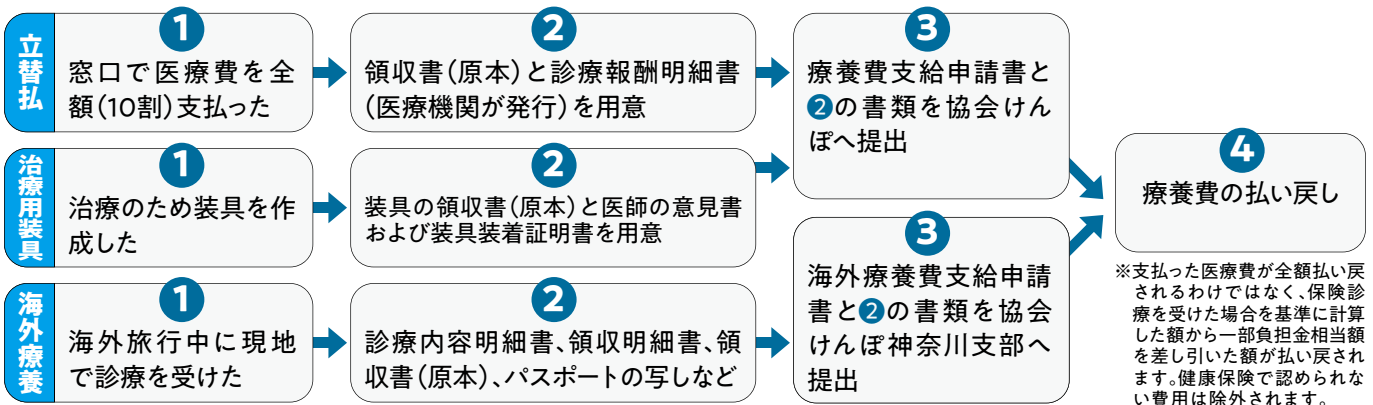 立替払
1
窓口で医療費を全
額(10割)支払った
2
領収書(原本)と診療報酬明細書
(医療機関が発行)を用意
3
療養費支給申請書と
2の書類を協会けん
ぽへ提出
治療用装具
1
治療のため装具を作
成した
2
装具の領収書(原本)と医師の意見書
および装具装着証明書を用意
海外療養
1
海外旅行中に現地
で診療を受けた
2
診療内容明細書、領収明細書、領
収書(原本)、パスポートの写しなど
3
海外療養費支給申請
書と2の書類を協会
けんぽ神奈川支部へ
提出
4
療養費の払い戻し
※支払った医療費が全額払い戻
されるわけではなく、保険診
療を受けた場合を基準に計算
した額から一部負担金相当額
を差し引いた額が払い戻され
ます。健康保険で認められな
い費用は除外されます。